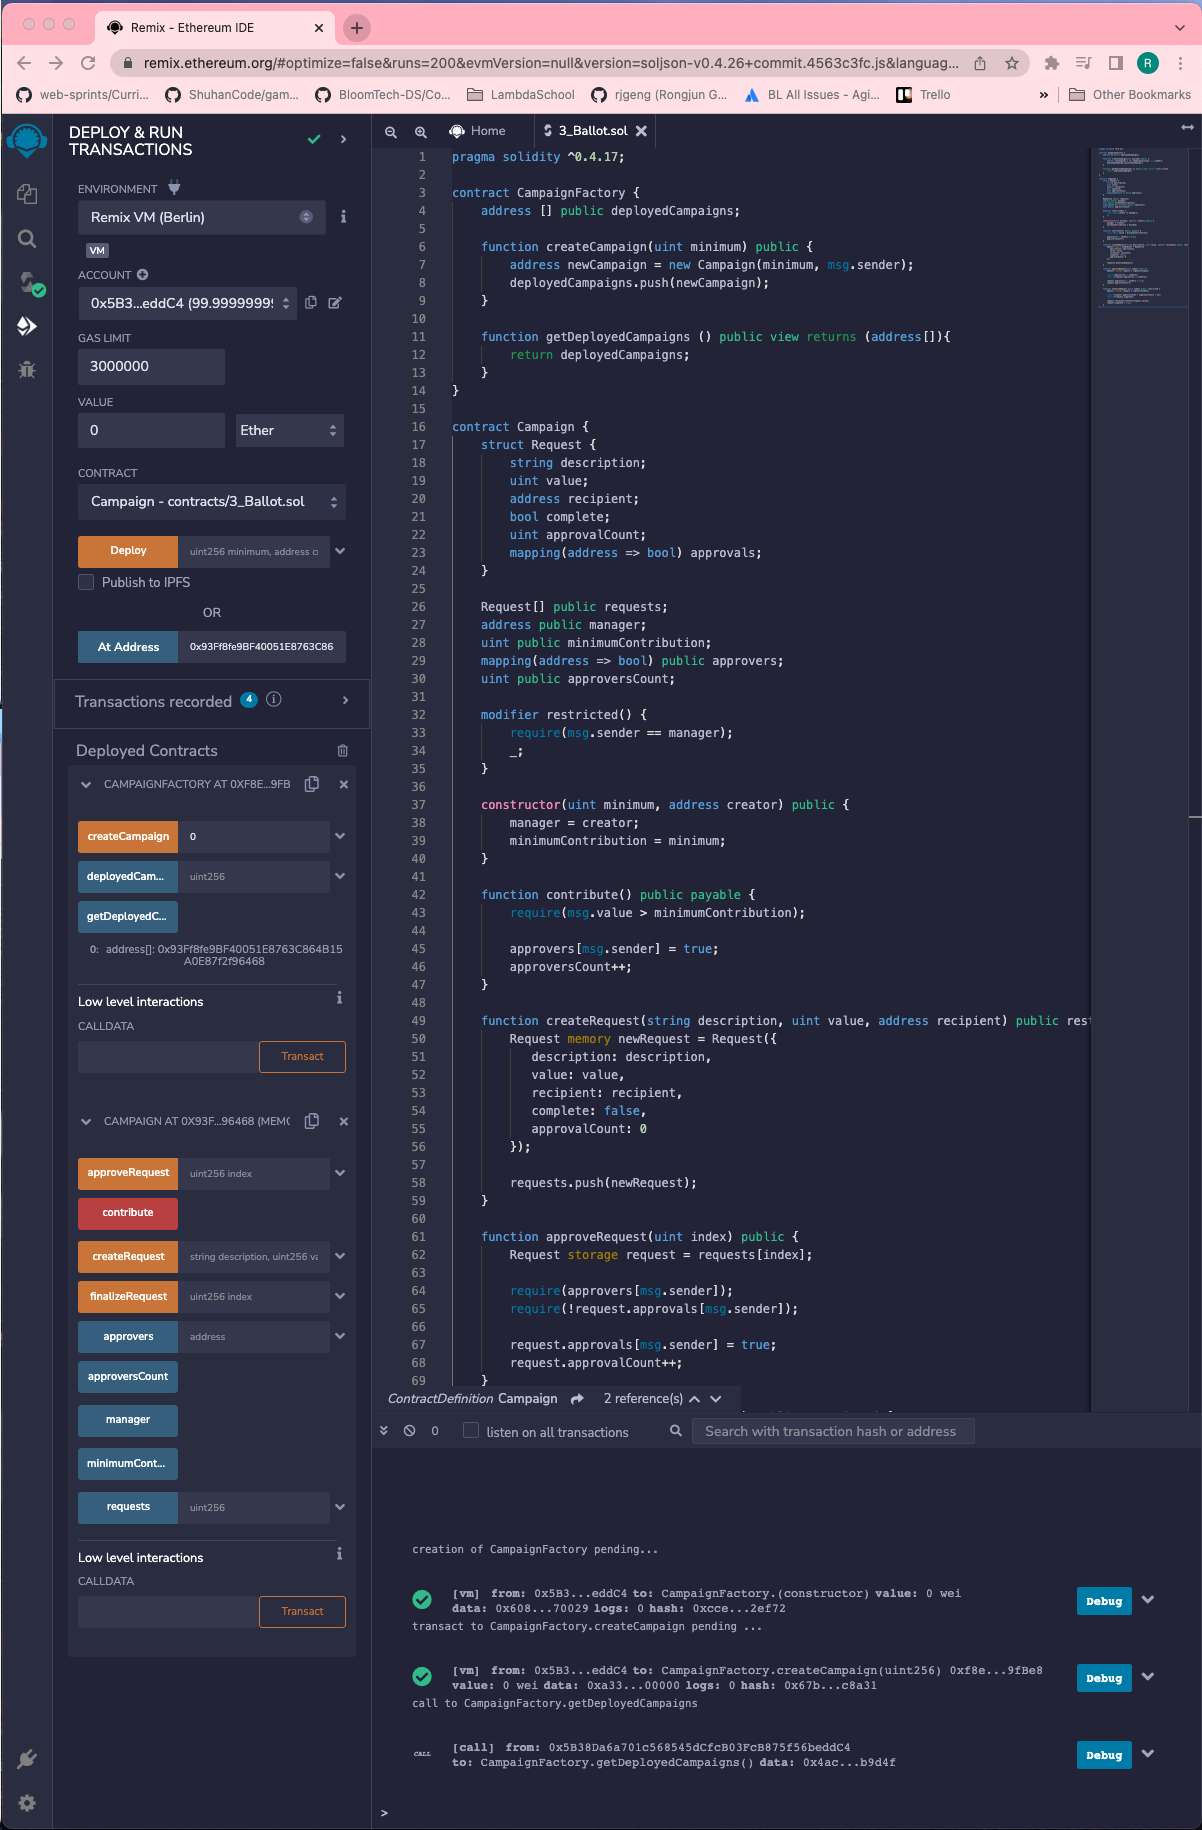 Remix - Ethereum IDE
remix.ethereum.org/#optimize=false&runs=200&evmVersion=null&version=soljson-v0.4.26+commit.4563c3fc.js&languag...
R
web-sprints/Curri...
ShuhanCode/gam...
BloomTech-DS/Co...
LambdaSchool
rjgeng (Rongjun G...
BL All Issues - Agi...
Trello
»
Other Bookmarks
DEPLOY & RUN
TRANSACTIONS
ENVIRONMENT
Remix VM (Berlin)
VM
ACCOUNT
0x5B3...eddC4 (99.99999999
GAS LIMIT
3000000
VALUE
0
Ether
CONTRACT
Campaign - contracts/3_Ballot.sol
Deploy
uint256 minimum, address c
Publish to IPFS
OR
At Address
0x93Ff8fe9BF40051E8763C86
Transactions recorded 4
Deployed Contracts
CAMPAIGNFACTORY AT 0XF8E...9FB
createCampaign
0
deployedCam...
uint256
getDeployedC...
0: address[]: 0x93Ff8fe9BF40051E8763C864B15
A0E87f2f96468
Low level interactions
CALLDATA
Transact
CAMPAIGN AT 0X93F...96468 (MEMO
approveRequest
uint256 index
contribute
createRequest
string description, uint256 va
finalizeRequest
uint256 index
approvers
address
approversCount
manager
minimumCont...
requests
uint256
Low level interactions
CALLDATA
Transact
Home
3_Ballot.sol
1 pragma solidity ^0.4.17;
2
3 contract CampaignFactory {
4 address [] public deployedCampaigns;
5
6 function createCampaign(uint minimum) public {
7 address newCampaign = new Campaign(minimum, msg.sender);
8 deployedCampaigns.push(newCampaign);
9 }
10
11 function getDeployedCampaigns () public view returns (address[]){
12 return deployedCampaigns;
13 }
14 }
15
16 contract Campaign {
17 struct Request {
18 string description;
19 uint value;
20 address recipient;
21 bool complete;
22 uint approvalCount;
23 mapping(address => bool) approvals;
24 }
25
26 Request[] public requests;
27 address public manager;
28 uint public minimumContribution;
29 mapping(address => bool) public approvers;
30 uint public approversCount;
31
32 modifier restricted() {
33 require(msg.sender == manager);
34 _;
35 }
36
37 constructor(uint minimum, address creator) public {
38 manager = creator;
39 minimumContribution = minimum;
40 }
41
42 function contribute() public payable {
43 require(msg.value > minimumContribution);
44
45 approvers[msg.sender] = true;
46 approversCount++;
47 }
48
49 function createRequest(string description, uint value, address recipient) public rest
50 Request memory newRequest = Request({
51 description: description,
52 value: value,
53 recipient: recipient,
54 complete: false,
55 approvalCount: 0
56 });
57
58 requests.push(newRequest);
59 }
60
61 function approveRequest(uint index) public {
62 Request storage request = requests[index];
63
64 require(approvers[msg.sender]);
65 require(!request.approvals[msg.sender]);
66
67 request.approvals[msg.sender] = true;
68 request.approvalCount++;
69 }
ContractDefinition Campaign 2 reference(s)
0
listen on all transactions
Search with transaction hash or address
creation of CampaignFactory pending...
[vm] from: 0x5B3...eddC4 to: CampaignFactory.(constructor) value: 0 wei
data: 0x608...70029 logs: 0 hash: 0xcce...2ef72
Debug
transact to CampaignFactory.createCampaign pending ...
[vm] from: 0x5B3...eddC4 to: CampaignFactory.createCampaign(uint256) 0xf8e...9fBe8
value: 0 wei data: 0xa33...00000 logs: 0 hash: 0x67b...c8a31
Debug
call to CampaignFactory.getDeployedCampaigns
CALL
[call] from: 0x5B38Da6a701c568545dCfcB03FcB875f56beddC4
to: CampaignFactory.getDeployedCampaigns() data: 0x4ac...b9d4f
Debug
>